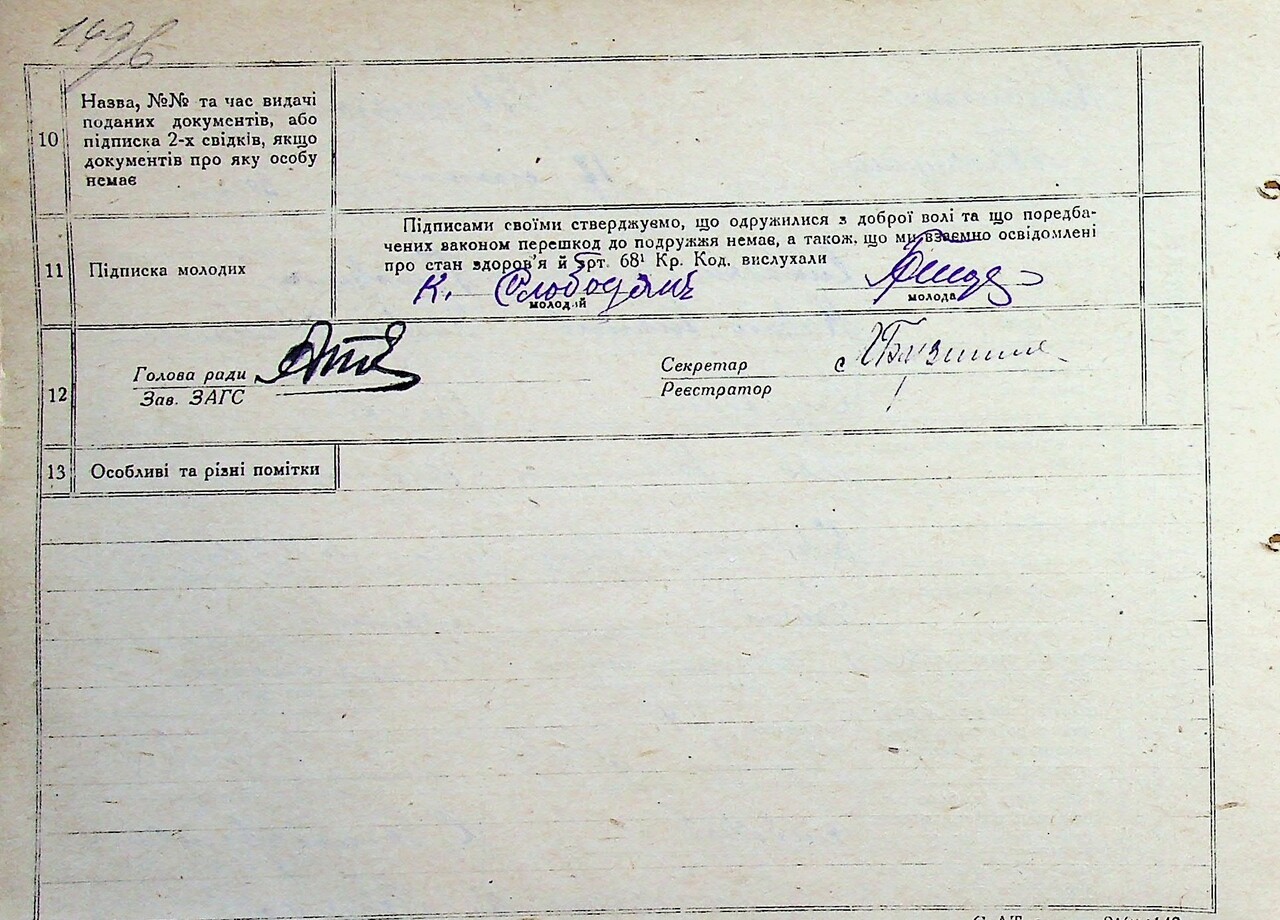 149б
10 Назва, №№ та час видачі
поданих документів, або
підписка 2-х свідків, якщо
документів про яку особу
немає
11 Підписка молодих
Підписами своїми стверджуємо, що одружилися з доброї волі та що поредба-
чених законом перешкод до подружжя немає, а також, що ми взаємно освідомлені
про стан здоров'я й арт. 68¹ Кр. Код. вислухали
К. Слободяник
молодий
молода
12 Голова ради
Зав. ЗАГС
Секретар
Реєстратор
13 Особливі та різні помітки